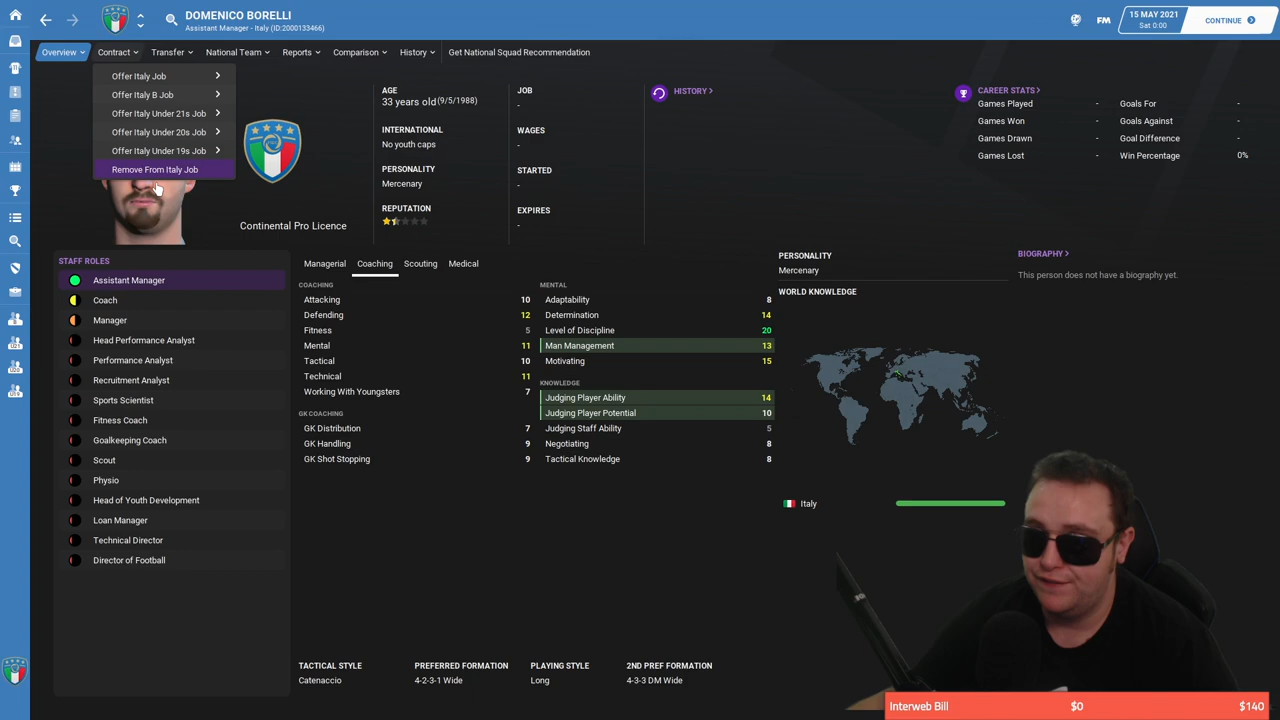 DOMENICO BORELLI
Assistant Manager - Italy (ID:2000133466)
FM
15 MAY 2021
Sat 0:00
CONTINUE
Overview
Contract
Transfer
National Team
Reports
Comparison
History
Get National Squad Recommendation
Offer Italy Job
Offer Italy B Job
Offer Italy Under 21s Job
Offer Italy Under 20s Job
Offer Italy Under 19s Job
Remove From Italy Job
Continental Pro Licence
AGE
33 years old (9/5/1988)
INTERNATIONAL
No youth caps
PERSONALITY
Mercenary
REPUTATION
JOB
-
WAGES
-
STARTED
-
EXPIRES
-
HISTORY
CAREER STATS
Games Played -
Games Won -
Games Drawn -
Games Lost -
Goals For -
Goals Against -
Goal Difference -
Win Percentage 0%
STAFF ROLES
Assistant Manager
Coach
Manager
Head Performance Analyst
Performance Analyst
Recruitment Analyst
Sports Scientist
Fitness Coach
Goalkeeping Coach
Scout
Physio
Head of Youth Development
Loan Manager
Technical Director
Director of Football
Managerial
Coaching
Scouting
Medical
COACHING
Attacking 10
Defending 12
Fitness 5
Mental 11
Tactical 10
Technical 11
Working With Youngsters 7
GK COACHING
GK Distribution 7
GK Handling 9
GK Shot Stopping 9
MENTAL
Adaptability 8
Determination 14
Level of Discipline 20
Man Management 13
Motivating 15
KNOWLEDGE
Judging Player Ability 14
Judging Player Potential 10
Judging Staff Ability 5
Negotiating 8
Tactical Knowledge 8
PERSONALITY
Mercenary
WORLD KNOWLEDGE
Italy
BIOGRAPHY
This person does not have a biography yet.
TACTICAL STYLE
Catenaccio
PREFERRED FORMATION
4-2-3-1 Wide
PLAYING STYLE
Long
2ND PREF FORMATION
4-3-3 DM Wide
Interweb Bill $0 $140